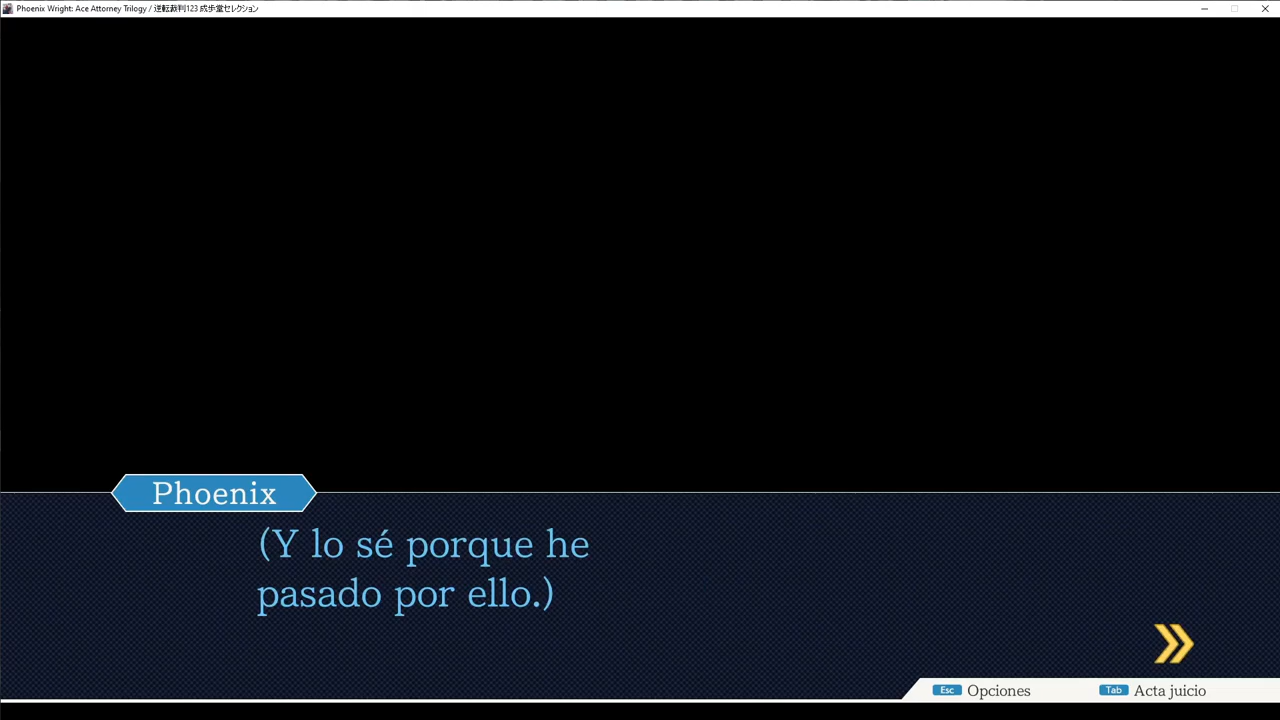 Phoenix Wright: Ace Attorney Trilogy / 逆転裁判123 成歩堂セレクション
Phoenix
(Y lo sé porque he
pasado por ello.)
Esc Opciones Tab Acta juicio